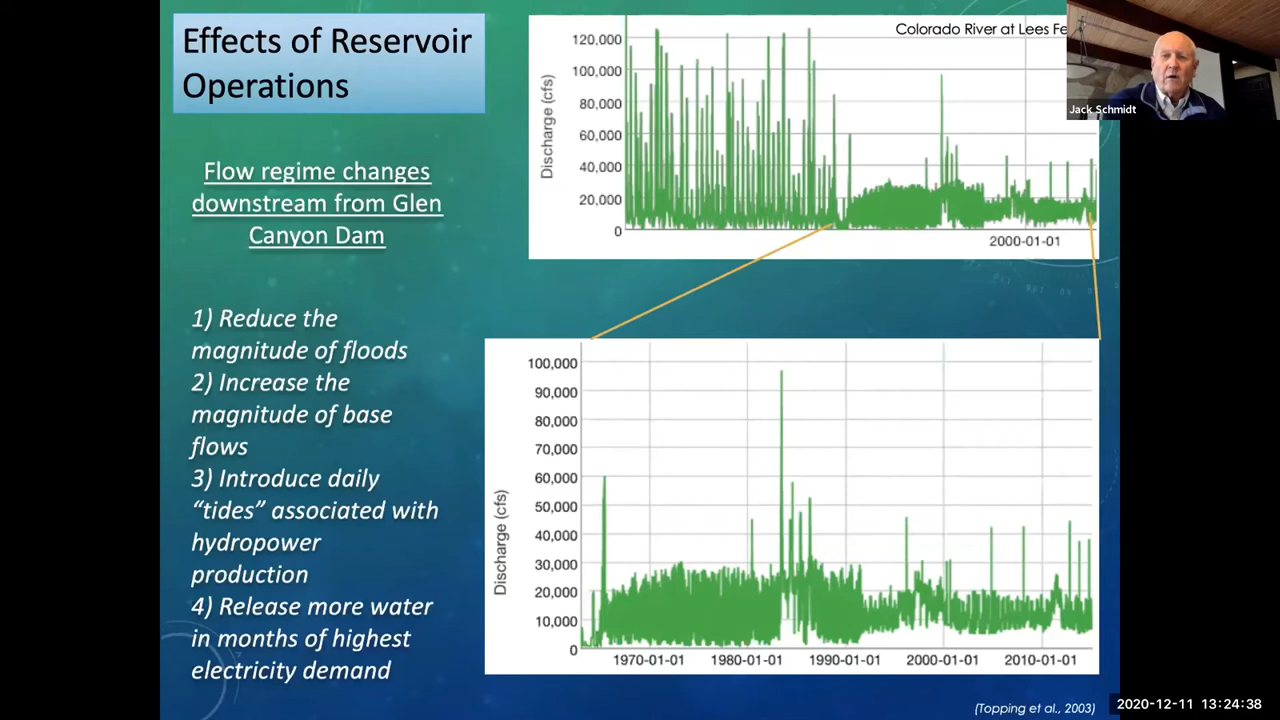 Effects of Reservoir
Operations
Flow regime changes
downstream from Glen
Canyon Dam
1) Reduce the
magnitude of floods
2) Increase the
magnitude of base
flows
3) Introduce daily
“tides” associated with
hydropower
production
4) Release more water
in months of highest
electricity demand
Colorado River at Lees Fe
Discharge (cfs)
120,000
100,000
80,000
60,000
40,000
20,000
0
2000-01-01
Jack Schmidt
Discharge (cfs)
100,000
90,000
80,000
70,000
60,000
50,000
40,000
30,000
20,000
10,000
0
1970-01-01 1980-01-01 1990-01-01 2000-01-01 2010-01-01
(Topping et al., 2003)
2020-12-11 13:24:38